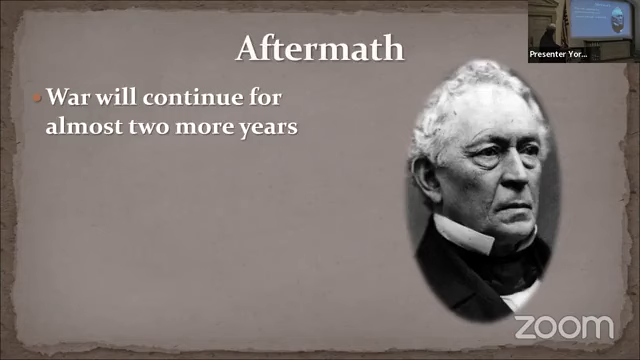 Aftermath
• War will continue for
almost two more years
Presenter Yor...
zoom